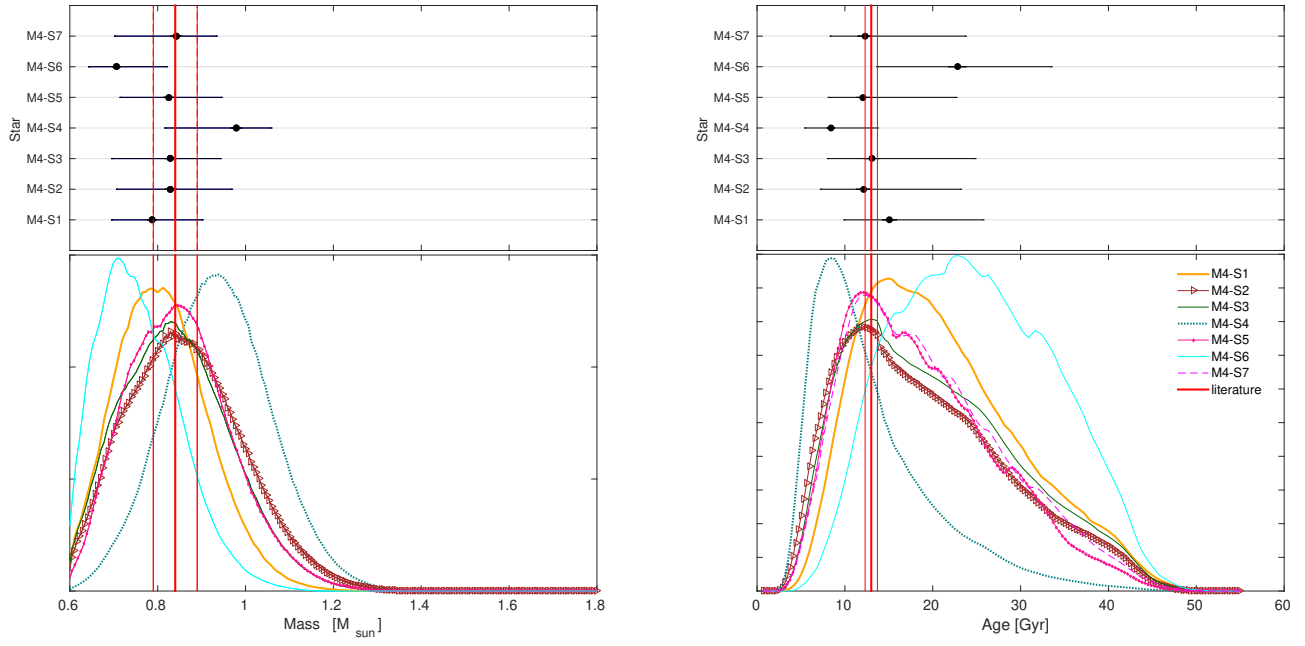 M4-S7
M4-S6
M4-S5
M4-S4
M4-S3
M4-S2
M4-S1
Star
0.6 0.8 1 1.2 1.4 1.6 1.8
Mass [M sun ]
M4-S7
M4-S6
M4-S5
M4-S4
M4-S3
M4-S2
M4-S1
Star
M4-S1
M4-S2
M4-S3
M4-S4
M4-S5
M4-S6
M4-S7
literature
0 10 20 30 40 50 60
Age [Gyr]